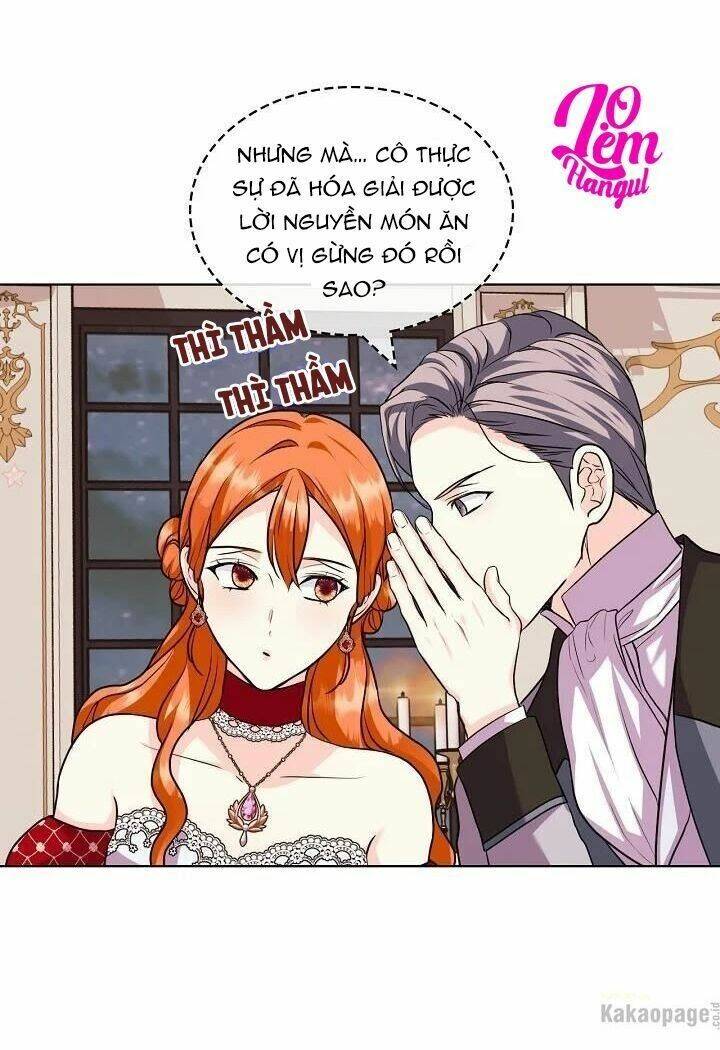 LỌ LEM
Hangul
NHƯNG MÀ... CÔ THỰC
SỰ ĐÃ HÓA GIẢI ĐƯỢC
LỜI NGUYỀN MÓN ĂN
CÓ VỊ GỪNG ĐÓ RỒI
SAO?
THÌ THẦM
THÌ THẦM
Kakaopage